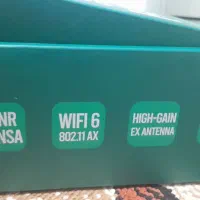 NR
NSA
WIFI 6
802.11 AX
HIGH-GAIN
EX ANTENNA